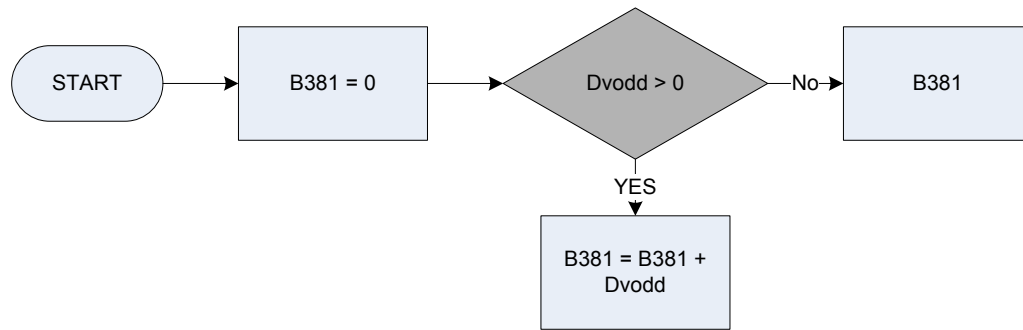 START
B381 = 0
Dvodd > 0
No
B381
YES
B381 = B381 +
Dvodd